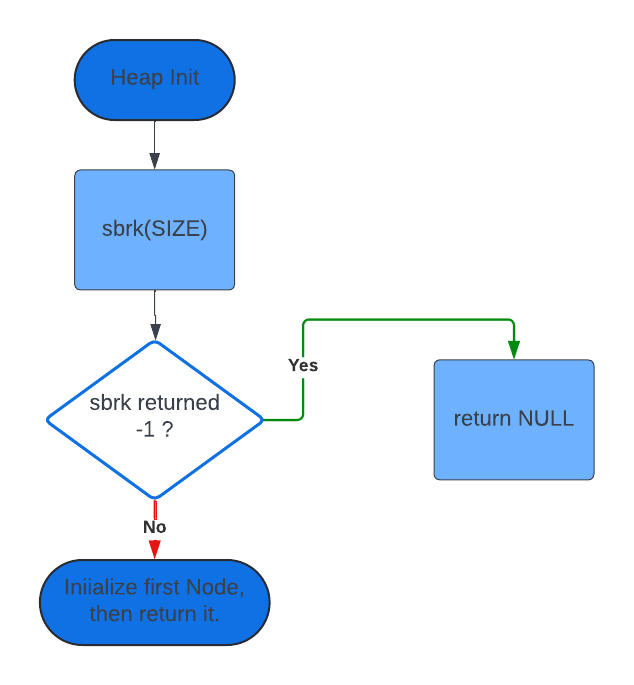 Heap Init
sbrk(SIZE)
sbrk returned
-1 ?
Yes
return NULL
No
Iniialize first Node,
then return it.